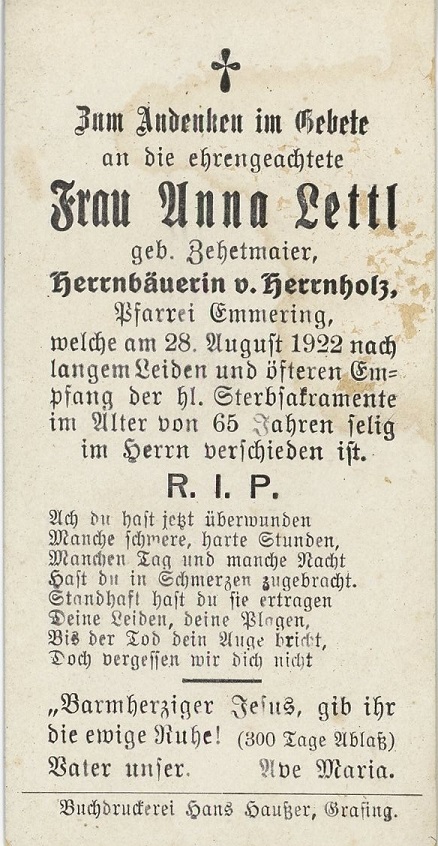 Zum Andenken im Gebete
an die ehrengeachtete
Frau Anna Lettl
geb. Zehetmaier,
Herrnbäuerin v. Herrnholz,
Pfarrei Emmering,
welche am 28. August 1922 nach
langem Leiden und öfteren Em=
pfang der hl. Sterbsakramente
im Alter von 65 Jahren selig
im Herrn verschieden ist.
R. I. P.
Ach du hast jetzt überwunden
Manche schwere, harte Stunden,
Manchen Tag und manche Nacht
Hast du in Schmerzen zugebracht.
Standhaft hast du sie ertragen
Deine Leiden, deine Plagen,
Bis der Tod dein Auge bricht,
Doch vergessen wir dich nicht
„Barmherziger Jesus, gib ihr
die ewige Ruhe! (300 Tage Ablaß)
Vater unser. Ave Maria.
Buchdruckerei Hans Haußer, Grafing.